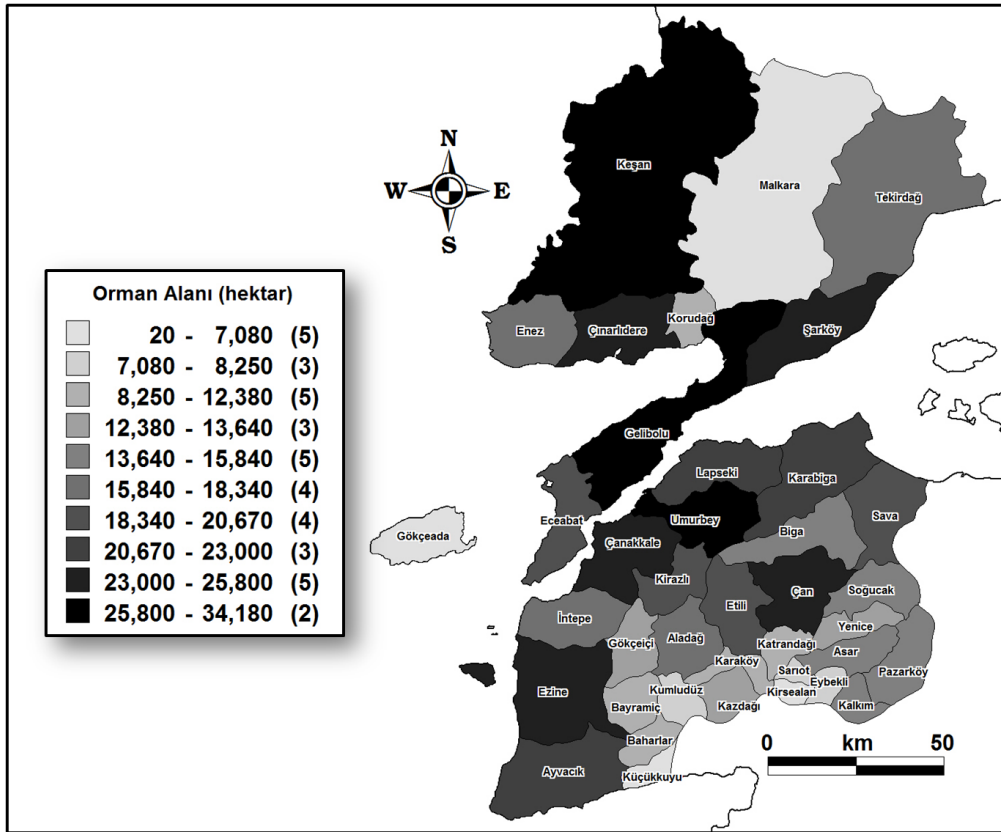 N
W E
S
Keşan
Malkara
Tekirdağ
Enez
Çınarlıdere
Korudağ
Şarköy
Gelibolu
Orman Alanı (hektar)
20 - 7,080 (5)
7,080 - 8,250 (3)
8,250 - 12,380 (5)
12,380 - 13,640 (3)
13,640 - 15,840 (5)
15,840 - 18,340 (4)
18,340 - 20,670 (4)
20,670 - 23,000 (3)
23,000 - 25,800 (5)
25,800 - 34,180 (2)
Lapseki
Karabiga
Eceabat
Umurbey
Sava
Gökçeada
Çanakkale
Biga
Kirazlı
Etili
Çan
Soğucak
İntepe
Gökçeiçi
Aladağ
Yenice
Katrandağı
Asar
Karaköy
Sarıot
Pazarköy
Eybekli
Ezine
Kumludüz
Kirsealan
Bayramiç
Kazdağı
Kalkım
Baharlar
Ayvacık
Küçükkuyu
0 km 50